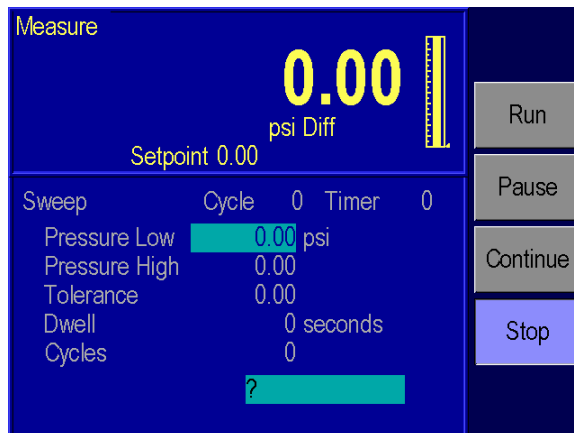 Measure
0.00
psi Diff
Setpoint 0.00
Sweep Cycle 0 Timer 0
Pressure Low 0.00 psi
Pressure High 0.00
Tolerance 0.00
Dwell 0 seconds
Cycles 0
?
Run
Pause
Continue
Stop